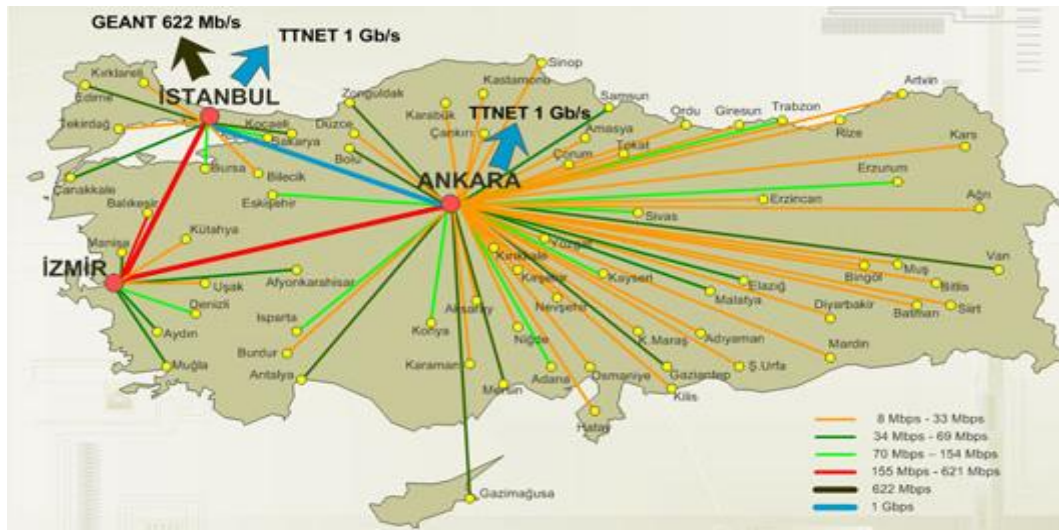 GEANT 622 Mb/s
TTNET 1 Gb/s
Kırklareli
Edirne
İSTANBUL
Tekirdağ
Kocaeli
Sakarya
Zonguldak
Düzce
Bolu
Karabük
Kastamonu
Sinop
Çankırı
TTNET 1 Gb/s
Samsun
Amasya
Çorum
Tokat
Ordu
Giresun
Trabzon
Rize
Artvin
Kars
Çanakkale
Bursa
Bilecik
Eskişehir
ANKARA
Sivas
Erzincan
Erzurum
Ağrı
Balıkesir
Kütahya
Manisa
İZMİR
Uşak
Afyonkarahisar
Denizli
Aydın
Muğla
Isparta
Burdur
Antalya
Konya
Karaman
Aksaray
Mersin
Kırıkkale
Kırşehir
Nevşehir
Niğde
Adana
Yozgat
Kayseri
Malatya
Elazığ
Bingöl
Muş
Van
Bitlis
Siirt
Batman
Diyarbakır
Mardin
K.Maraş
Adıyaman
Ş.Urfa
Osmaniye
Gaziantep
Kilis
Hatay
Gazimağusa
8 Mbps - 33 Mbps
34 Mbps - 69 Mbps
70 Mbps – 154 Mbps
155 Mbps - 621 Mbps
622 Mbps
1 Gbps